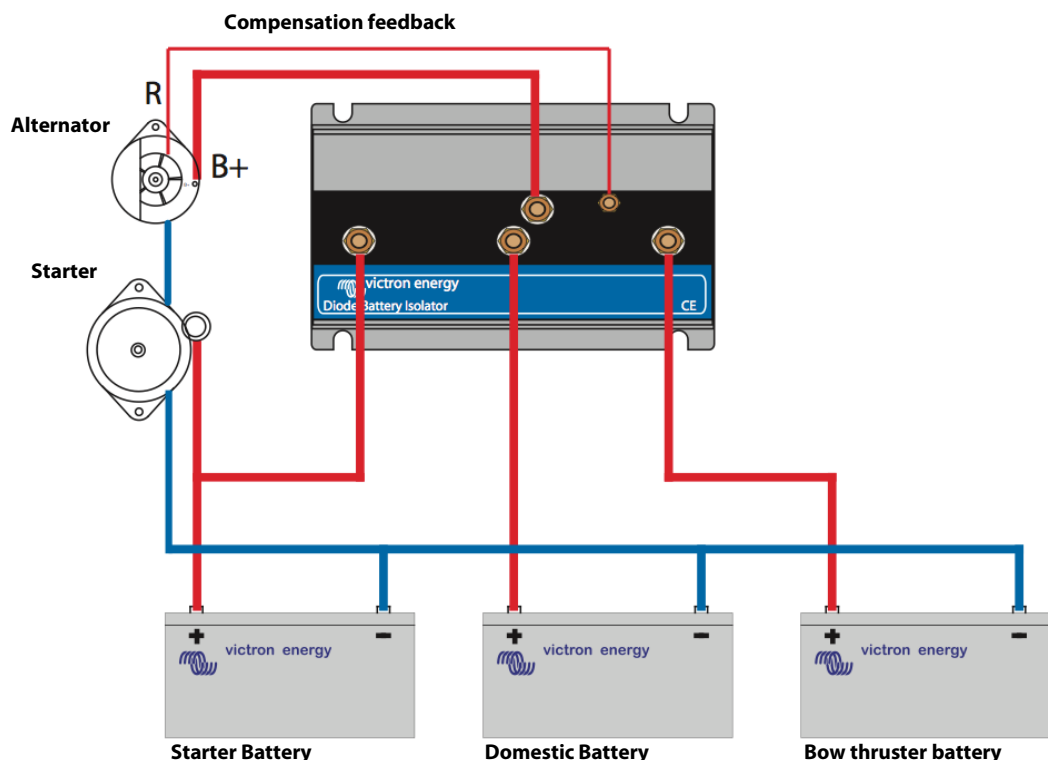 Compensation feedback
R
Alternator
B+
Starter
victron energy
Diode Battery Isolator
CE
+ − + − + −
victron energy victron energy victron energy
Starter Battery Domestic Battery Bow thruster battery